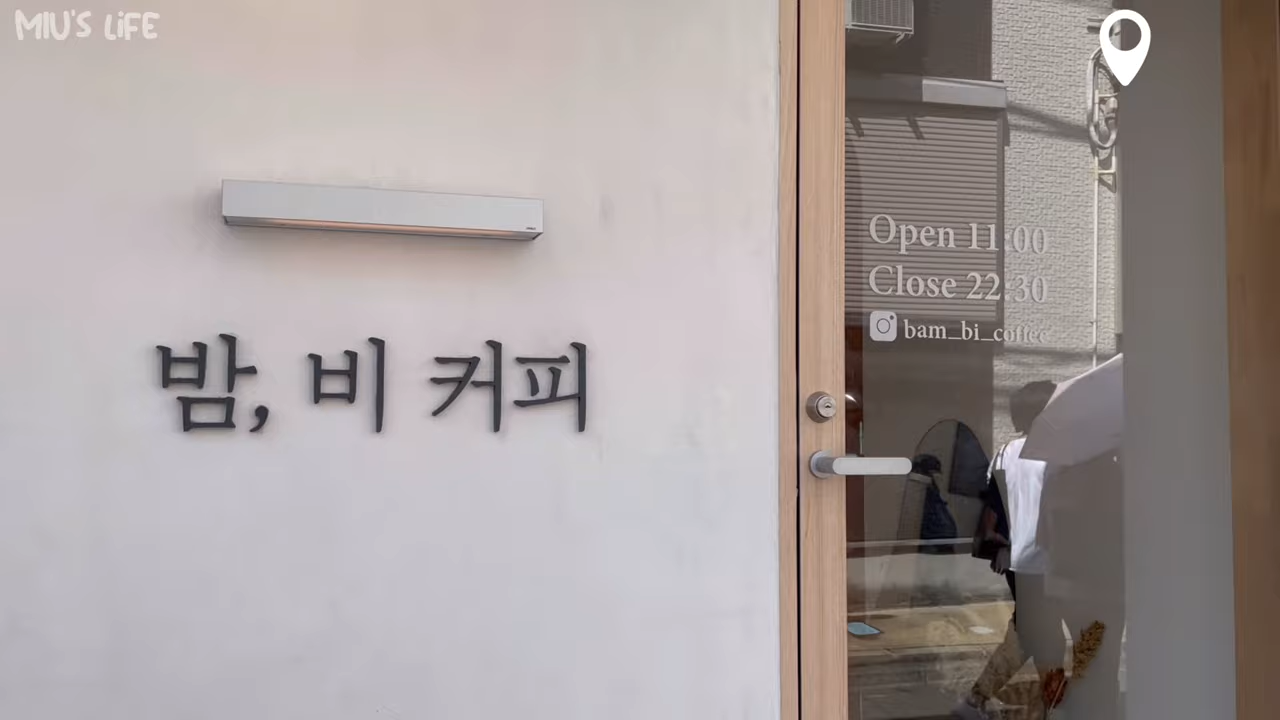 MIU'S LiFE
밤, 비 커피
Open 11:00
Close 22:30
bam_bi_coffee